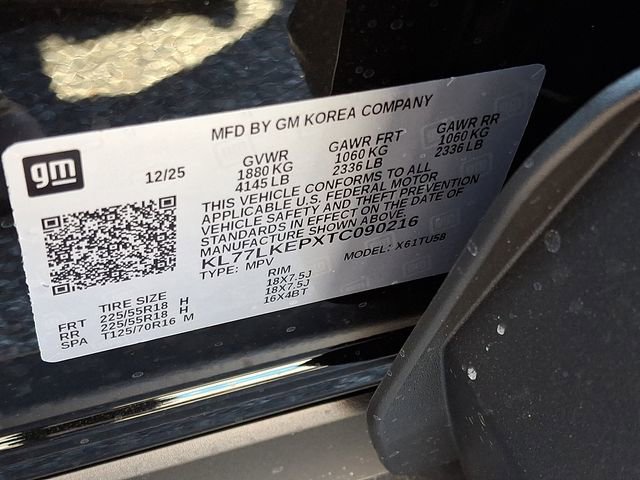 MFD BY GM KOREA COMPANY
gm
12/25
GVWR GAWR FRT GAWR RR
1880 KG 1060 KG 1060 KG
4145 LB 2336 LB 2336 LB
THIS VEHICLE CONFORMS TO ALL
APPLICABLE U.S. FEDERAL MOTOR
VEHICLE SAFETY AND THEFT PREVENTION
STANDARDS IN EFFECT ON THE DATE OF
MANUFACTURE SHOWN ABOVE.
KL77LKEPXTC090216
TYPE: MPV MODEL: X61TU58
TIRE SIZE RIM
FRT 225/55R18 H 18X7.5J
RR 225/55R18 H 18X7.5J
SPA T125/70R16 M 16X4BT